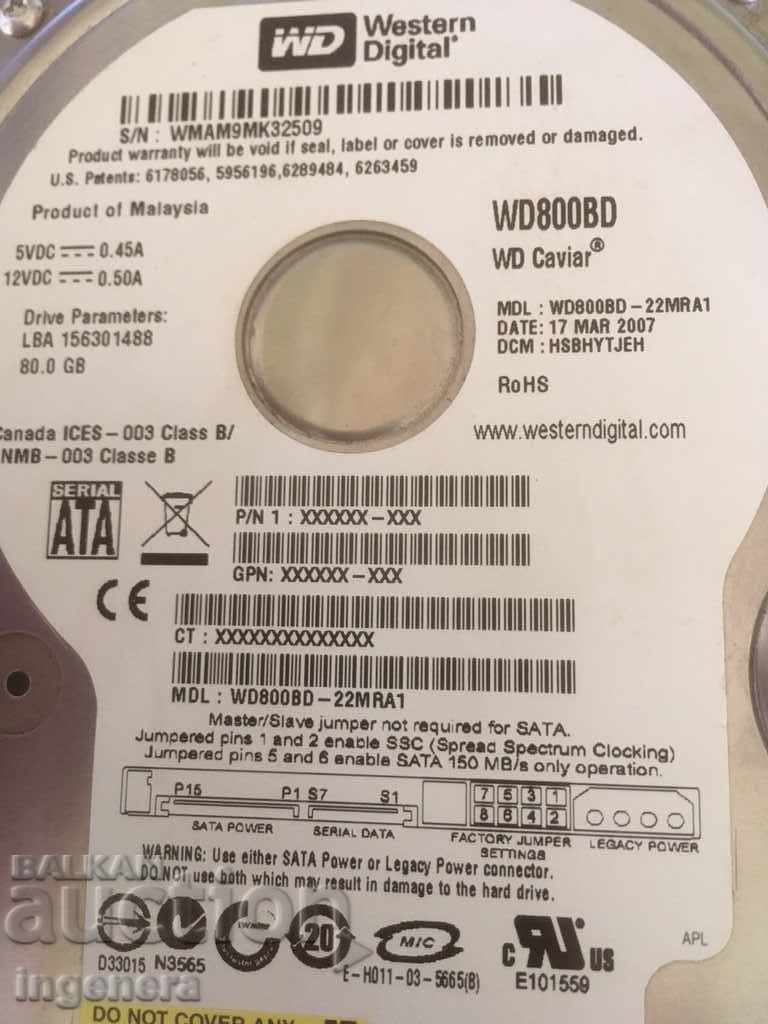 WD Western Digital
S/N : WMAM9MK32509
Product warranty will be void if seal, label or cover is removed or damaged.
U.S. Patents: 6178056, 5956196,6289484, 6263459
Product of Malaysia
5VDC 0.45A
12VDC 0.50A
Drive Parameters:
LBA 156301488
80.0 GB
WD800BD
WD Caiar®
MDL : WD800BD-22MRA1
DATE: 17 MAR 2007
DCM : HSBHYTJEH
RoHS
www.westerndigital.com
Canada ICES-003 Class B/
NMB-003 Classe B
SERIAL
ATA
P/N 1 : XXXXXX-XXX
GPN: XXXXXX-XXX
CE
CT : XXXXXXXXXXXXXX
MDL : WD800BD-22MRA1
Master/Slave jumper not required for SATA.
Jumpered pins 1 and 2 enable SSC (Spread Spectrum Clocking)
Jumpered pins 5 and 6 enable SATA 150 MB/s only operation.
P15 P1 S7 S1 7 5 3 1
8 6 4 2
SATA POWER SERIAL DATA FACTORY JUMPER SETTINGS LEGACY POWER
WARNING: Use either SATA Power or Legacy Power connector.
DO NOT use both which may result in damage to the hard drive.
BALKAN
auction
ingenera
D33015 N3565
20
MIC
E-H011-03-5665(B)
c RU US
E101559
APL
DO NOT COVER ANY